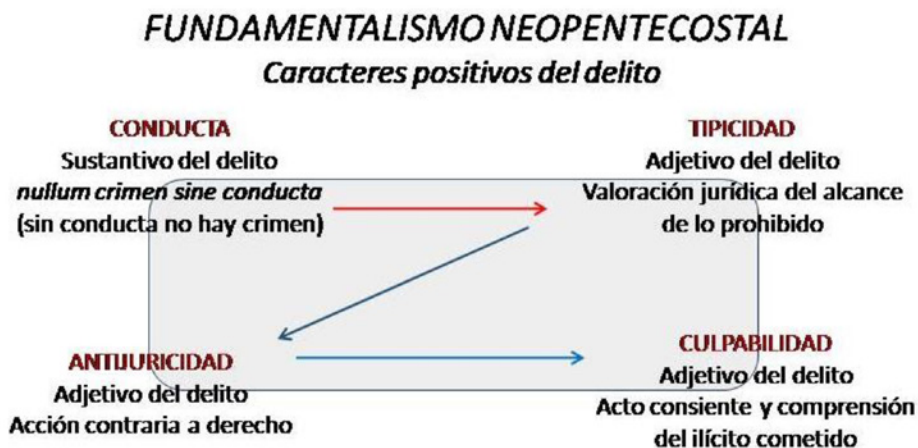 FUNDAMENTALISMO NEOPENTECOSTAL
Caracteres positivos del delito
CONDUCTA
Sustantivo del delito
nullum crimen sine conducta
(sin conducta no hay crimen)
TIPICIDAD
Adjetivo del delito
Valoración jurídica del alcance
de lo prohibido
ANTIJURICIDAD
Adjetivo del delito
Acción contraria a derecho
CULPABILIDAD
Adjetivo del delito
Acto consiente y comprensión
del ilícito cometido